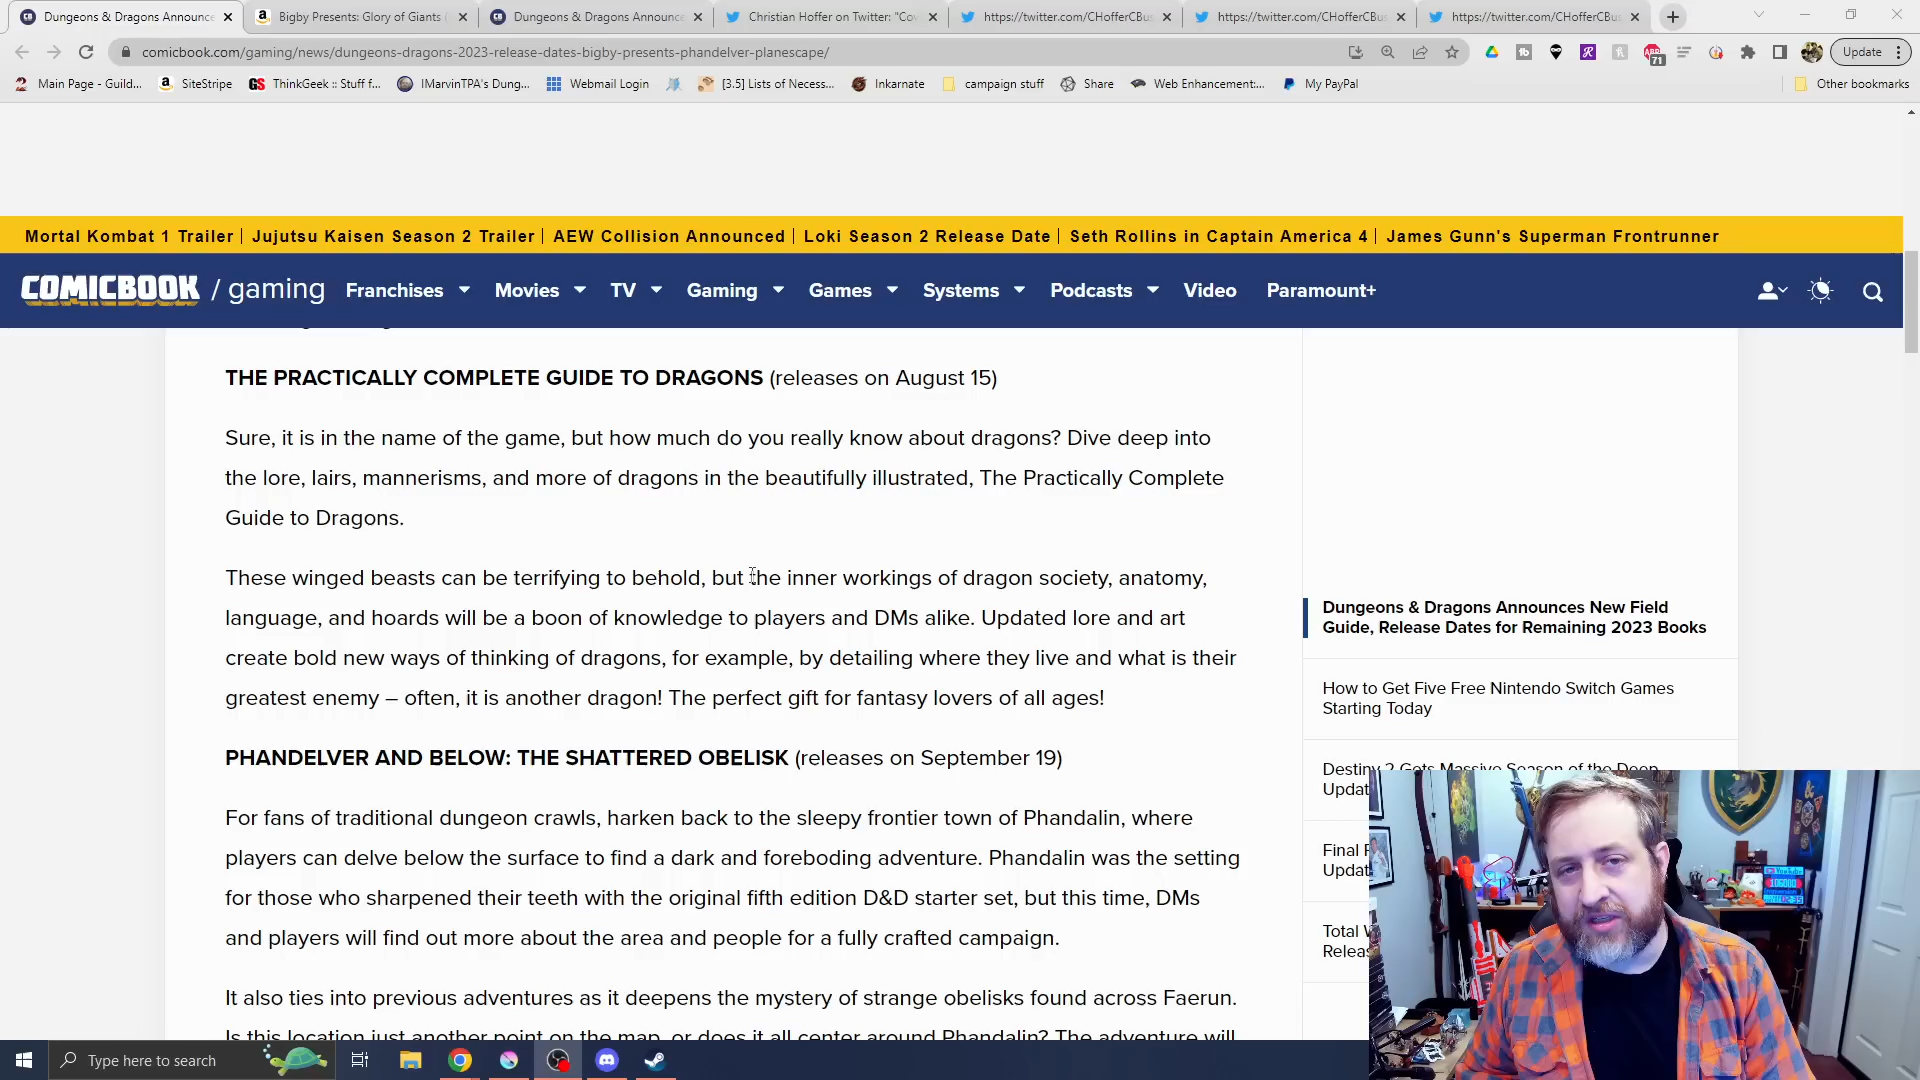 Dungeons & Dragons Announce
Bigby Presents: Glory of Giants (
Dungeons & Dragons Announce
Christian Hoffer on Twitter: "Cov
https://twitter.com/CHofferCBus
https://twitter.com/CHofferCBus
https://twitter.com/CHofferCBus
comicbook.com/gaming/news/dungeons-dragons-2023-release-dates-bigby-presents-phandelver-planescape/
71
Update
Main Page - Guild...
SiteStripe
ThinkGeek :: Stuff f...
IMarvinTPA's Dung...
Webmail Login
[3.5] Lists of Necess...
Inkarnate
campaign stuff
Share
Web Enhancement:...
My PayPal
Other bookmarks
Mortal Kombat 1 Trailer | Jujutsu Kaisen Season 2 Trailer | AEW Collision Announced | Loki Season 2 Release Date | Seth Rollins in Captain America 4 | James Gunn's Superman Frontrunner
COMICBOOK / gaming
Franchises
Movies
TV
Gaming
Games
Systems
Podcasts
Video
Paramount+
THE PRACTICALLY COMPLETE GUIDE TO DRAGONS (releases on August 15)
Sure, it is in the name of the game, but how much do you really know about dragons? Dive deep into
the lore, lairs, mannerisms, and more of dragons in the beautifully illustrated, The Practically Complete
Guide to Dragons.
These winged beasts can be terrifying to behold, but the inner workings of dragon society, anatomy,
language, and hoards will be a boon of knowledge to players and DMs alike. Updated lore and art
create bold new ways of thinking of dragons, for example, by detailing where they live and what is their
greatest enemy – often, it is another dragon! The perfect gift for fantasy lovers of all ages!
PHANDELVER AND BELOW: THE SHATTERED OBELISK (releases on September 19)
For fans of traditional dungeon crawls, harken back to the sleepy frontier town of Phandalin, where
players can delve below the surface to find a dark and foreboding adventure. Phandalin was the setting
for those who sharpened their teeth with the original fifth edition D&D starter set, but this time, DMs
and players will find out more about the area and people for a fully crafted campaign.
It also ties into previous adventures as it deepens the mystery of strange obelisks found across Faerun.
Is this location just another point on the map, or does it all center around Phandalin? The adventure will
Dungeons & Dragons Announces New Field
Guide, Release Dates for Remaining 2023 Books
How to Get Five Free Nintendo Switch Games
Starting Today
Destiny 2 Gets Massive Season of the Deep
Updat
Final F
Updat
Total W
Releas
Type here to search